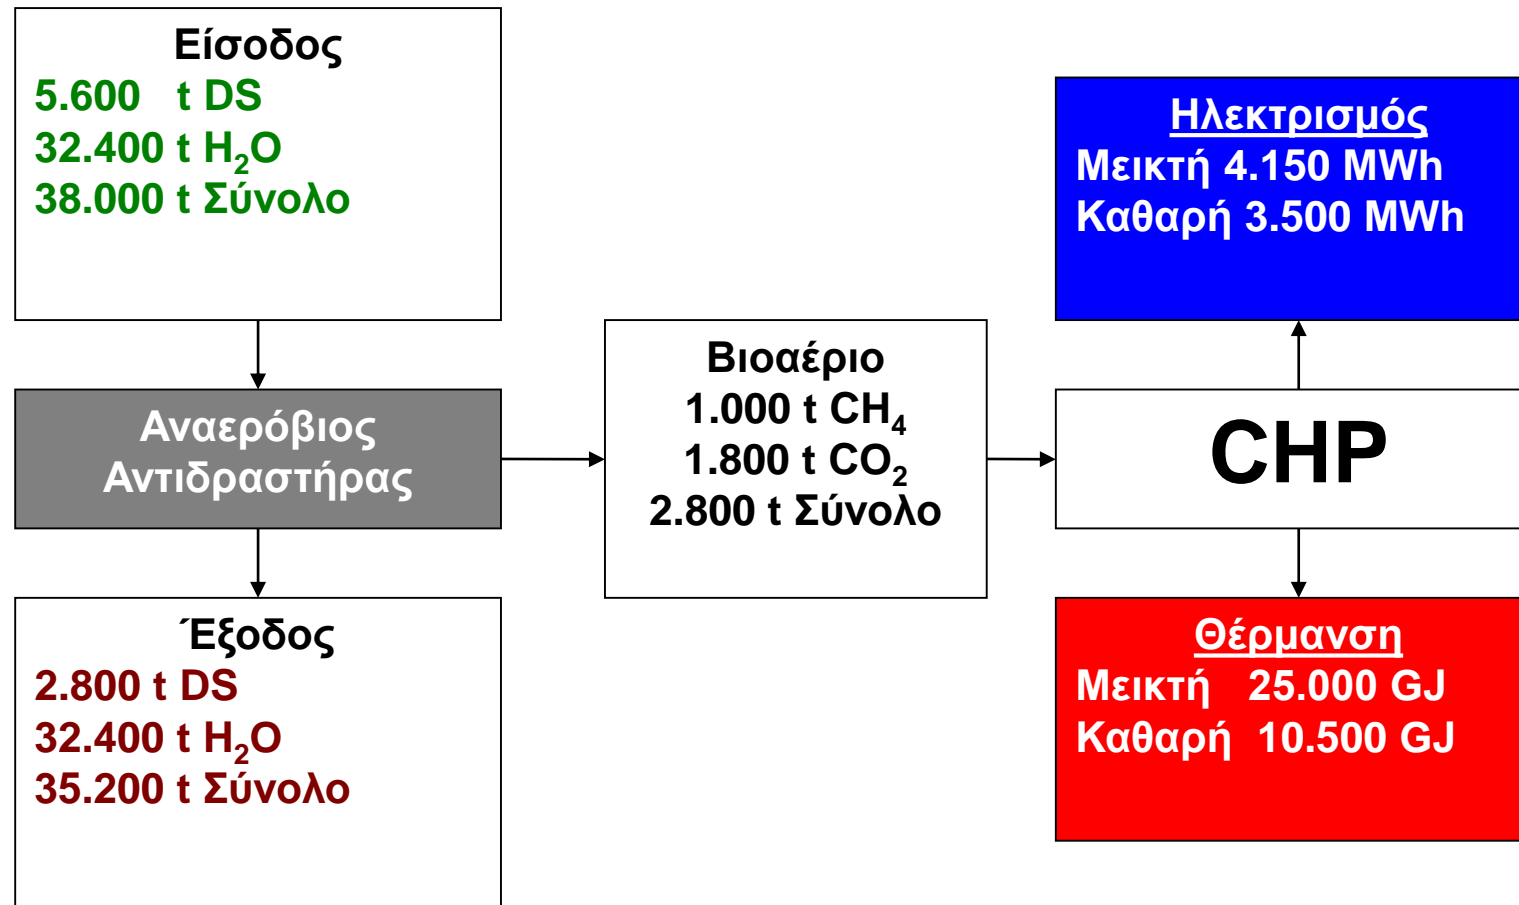 Είσοδος
5.600 t DS
32.400 t H₂O
38.000 t Σύνολο
Αναερόβιος
Αντιδραστήρας
Έξοδος
2.800 t DS
32.400 t H₂O
35.200 t Σύνολο
Βιοαέριο
1.000 t CH₄
1.800 t CO₂
2.800 t Σύνολο
Ηλεκτρισμός
Μεικτή 4.150 MWh
Καθαρή 3.500 MWh
CHP
Θέρμανση
Μεικτή 25.000 GJ
Καθαρή 10.500 GJ